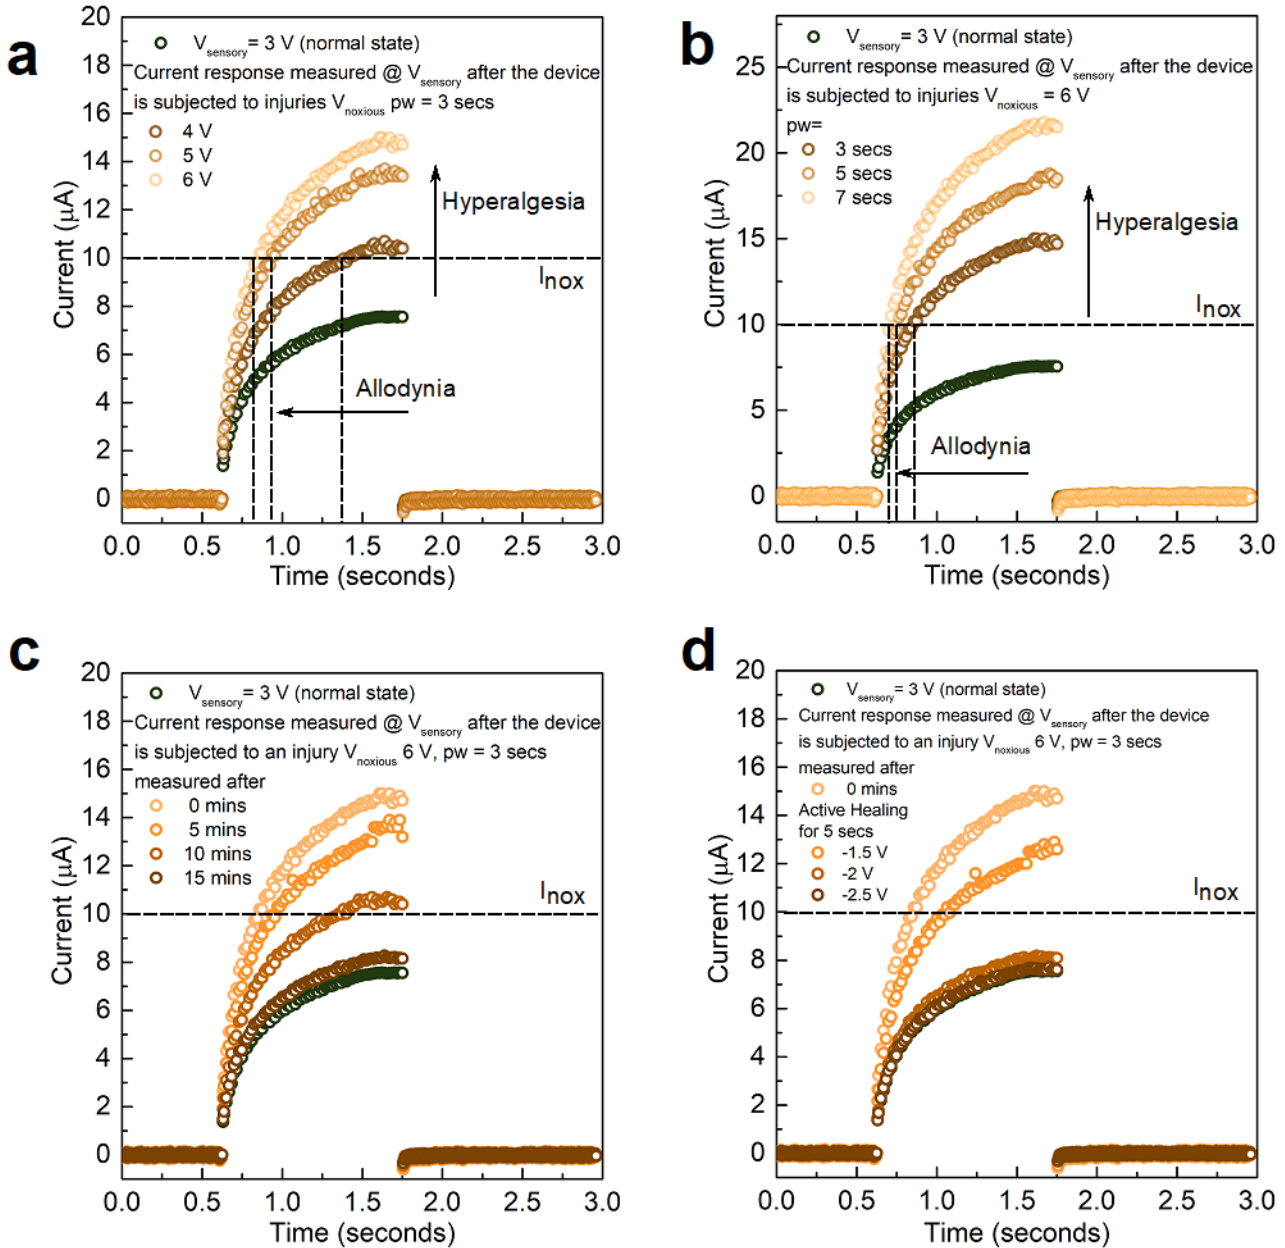 a
20
18
16
14
12
10
8
6
4
2
0
Current (µA)
V_sensory = 3 V (normal state)
Current response measured @ V_sensory after the device
is subjected to injuries V_noxious pw = 3 secs
4 V
5 V
6 V
Hyperalgesia
I_nox
Allodynia
0.0 0.5 1.0 1.5 2.0 2.5 3.0
Time (seconds)
b
25
20
15
10
5
0
Current (µA)
V_sensory = 3 V (normal state)
Current response measured @ V_sensory after the device
is subjected to injuries V_noxious = 6 V
pw=
3 secs
5 secs
7 secs
Hyperalgesia
I_nox
Allodynia
0.0 0.5 1.0 1.5 2.0 2.5 3.0
Time (seconds)
c
20
18
16
14
12
10
8
6
4
2
0
Current (µA)
V_sensory = 3 V (normal state)
Current response measured @ V_sensory after the device
is subjected to an injury V_noxious 6 V, pw = 3 secs
measured after
0 mins
5 mins
10 mins
15 mins
I_nox
0.0 0.5 1.0 1.5 2.0 2.5 3.0
Time (seconds)
d
20
18
16
14
12
10
8
6
4
2
0
Current (µA)
V_sensory = 3 V (normal state)
Current response measured @ V_sensory after the device
is subjected to an injury V_noxious 6 V, pw = 3 secs
measured after
0 mins
Active Healing
for 5 secs
-1.5 V
-2 V
-2.5 V
I_nox
0.0 0.5 1.0 1.5 2.0 2.5 3.0
Time (seconds)